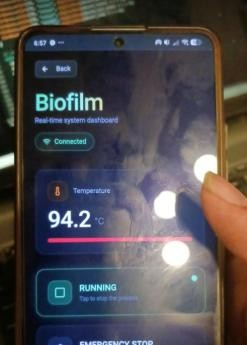 6:57
Back
Biofilm
Real-time system dashboard
Connected
Temperature
94.2 °C
RUNNING
Tap to stop the process
EMERGENCY STOP